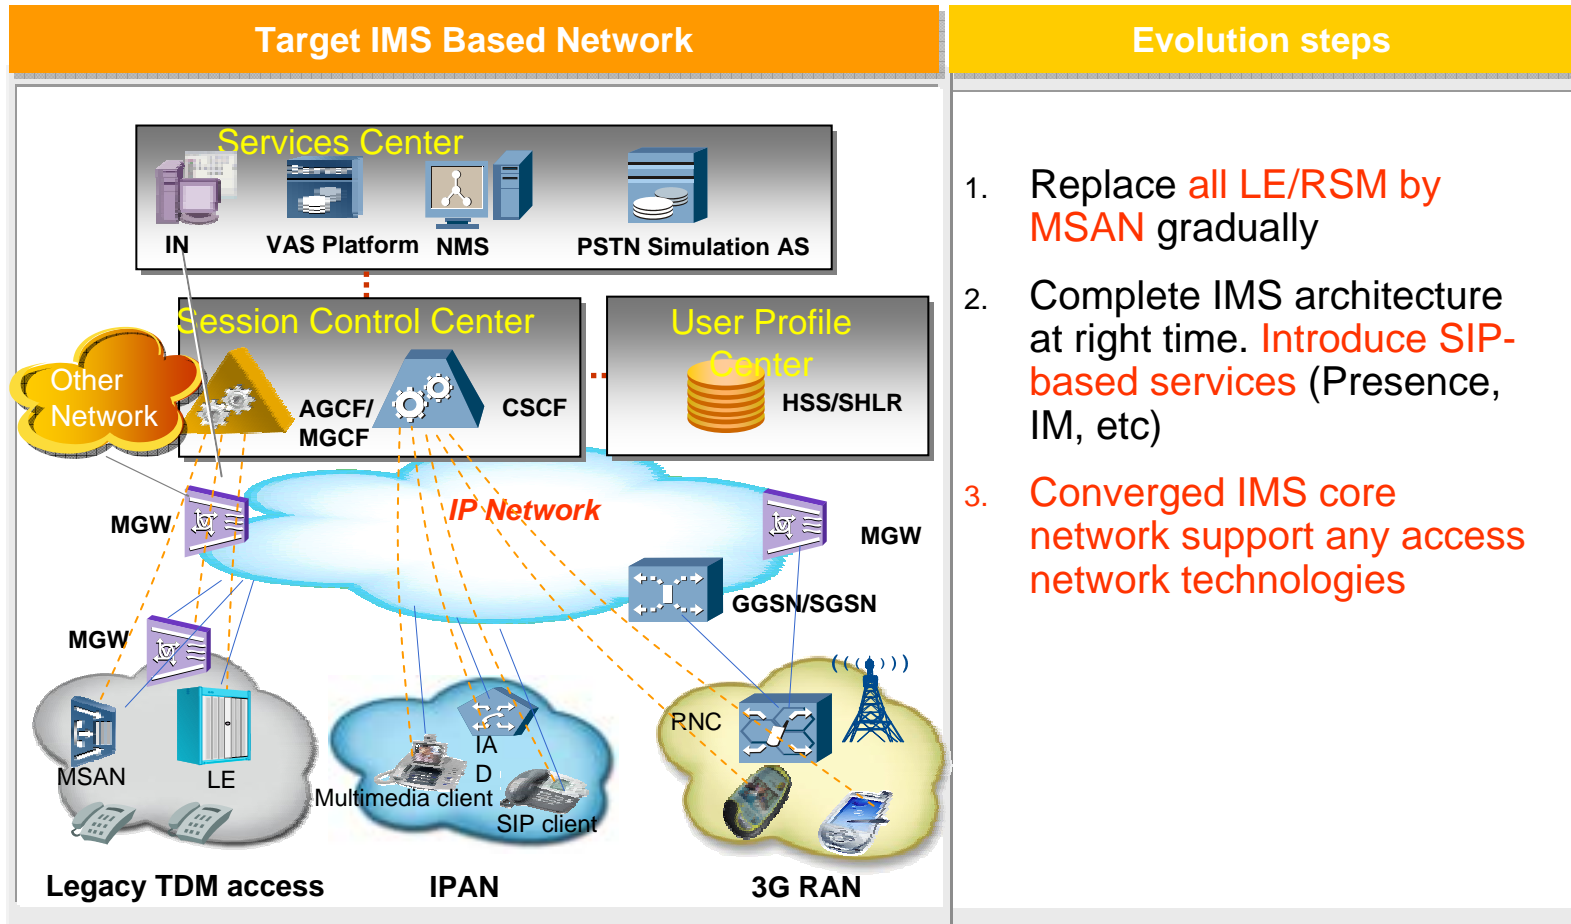 Target IMS Based Network
Evolution steps
Services Center
IN
VAS Platform
NMS
PSTN Simulation AS
Session Control Center
User Profile
Center
Other
Network
AGCF/
MGCF
CSCF
HSS/SHLR
MGW
IP Network
MGW
GGSN/SGSN
MGW
MSAN
LE
IA
D
Multimedia client
SIP client
RNC
Legacy TDM access
IPAN
3G RAN
1. Replace all LE/RSM by
MSAN gradually
2. Complete IMS architecture
at right time. Introduce SIP-
based services (Presence,
IM, etc)
3. Converged IMS core
network support any access
network technologies